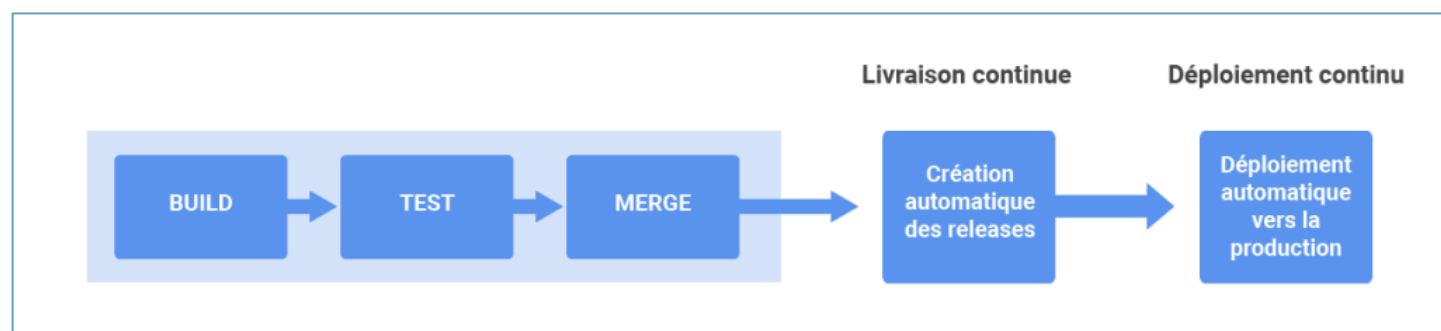 Livraison continue
Déploiement continu
BUILD
TEST
MERGE
Création
automatique
des releases
Déploiement
automatique
vers la
production